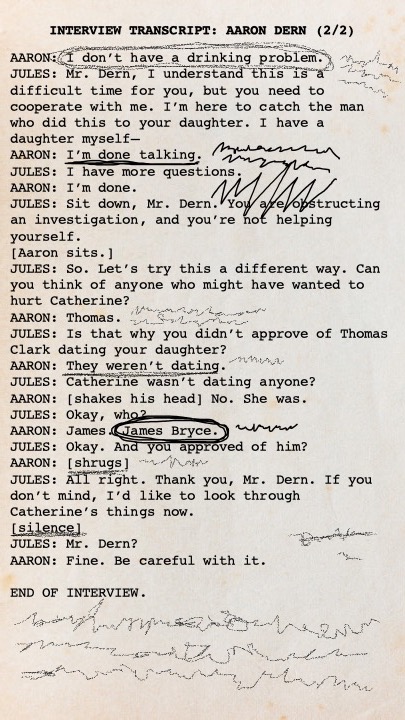 INTERVIEW TRANSCRIPT: AARON DERN (2/2)
AARON: I don't have a drinking problem.
JULES: Mr. Dern, I understand this is a
difficult time for you, but you need to
cooperate with me. I'm here to catch the man
who did this to your daughter. I have a
daughter myself—
AARON: I'm done talking.
JULES: I have more questions.
AARON: I'm done.
JULES: Sit down, Mr. Dern. You are obstructing
an investigation, and you're not helping
yourself.
[Aaron sits.]
JULES: So. Let's try this a different way. Can
you think of anyone who might have wanted to
hurt Catherine?
AARON: Thomas.
JULES: Is that why you didn't approve of Thomas
Clark dating your daughter?
AARON: They weren't dating.
JULES: Catherine wasn't dating anyone?
AARON: [shakes his head] No. She was.
JULES: Okay, who?
AARON: James. James Bryce.
JULES: Okay. And you approved of him?
AARON: [shrugs]
JULES: All right. Thank you, Mr. Dern. If you
don't mind, I'd like to look through
Catherine's things now.
[silence]
JULES: Mr. Dern?
AARON: Fine. Be careful with it.
END OF INTERVIEW.